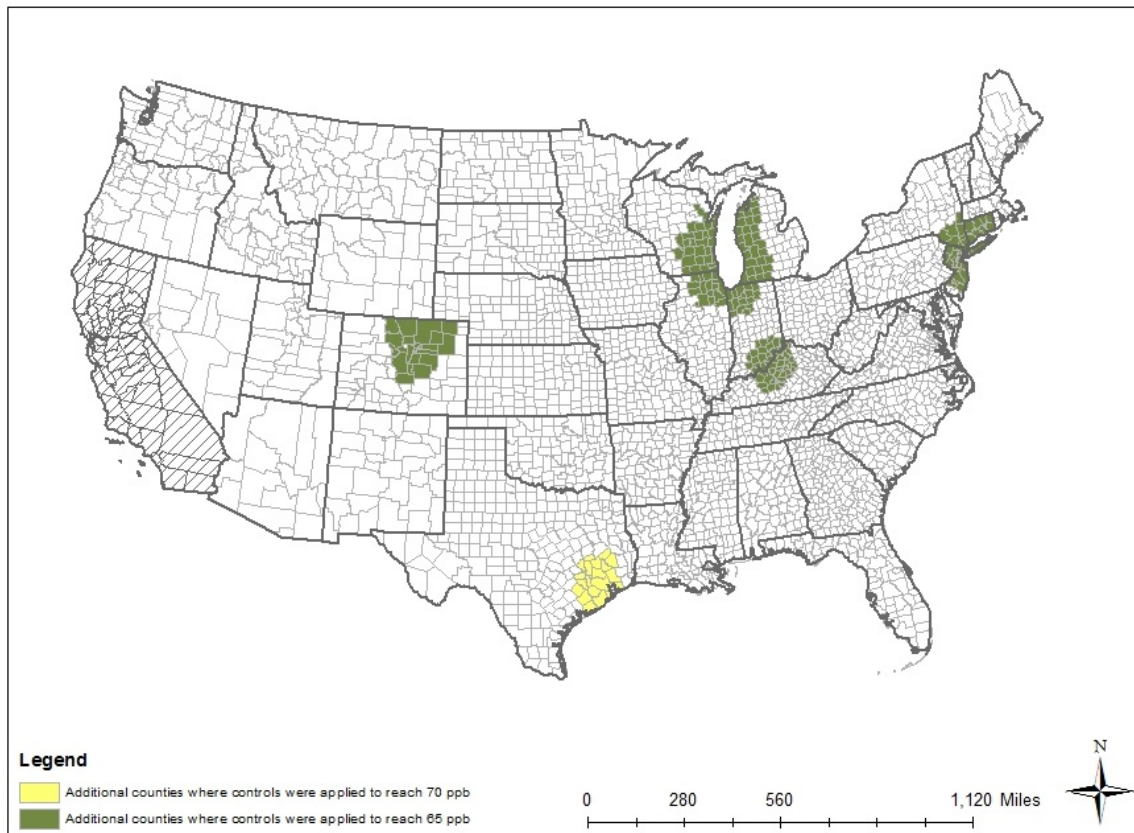 N
Legend
Additional counties where controls were applied to reach 70 ppb
Additional counties where controls were applied to reach 65 ppb
0 280 560 1,120 Miles